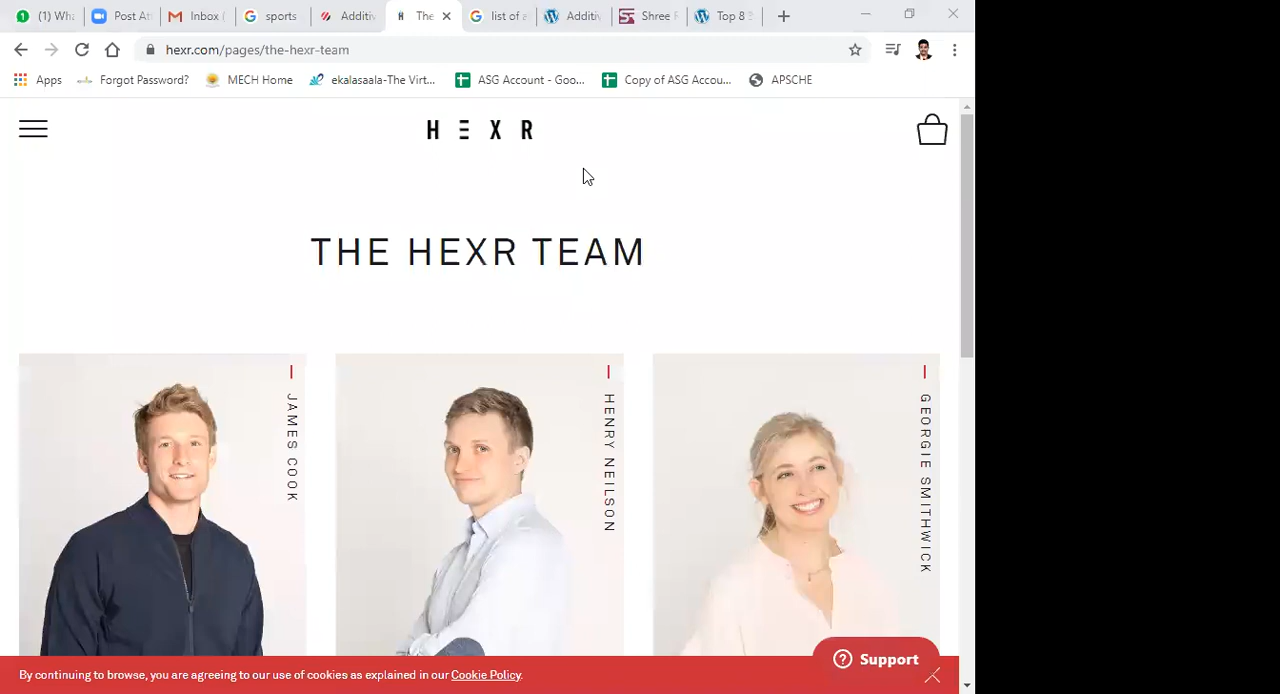 (1) Wha
Post At
Inbox (
sports
Additi
The
list of a
Additi
Shree
Top 8
hexr.com/pages/the-hexr-team
Apps
Forgot Password?
MECH Home
ekalasaala-The Virt...
ASG Account - Goo...
Copy of ASG Accou...
APSCHE
HEXR
THE HEXR TEAM
JAMES COOK
HENRY NEILSON
GEORGIE SMITHWICK
Support
By continuing to browse, you are agreeing to our use of cookies as explained in our Cookie Policy.